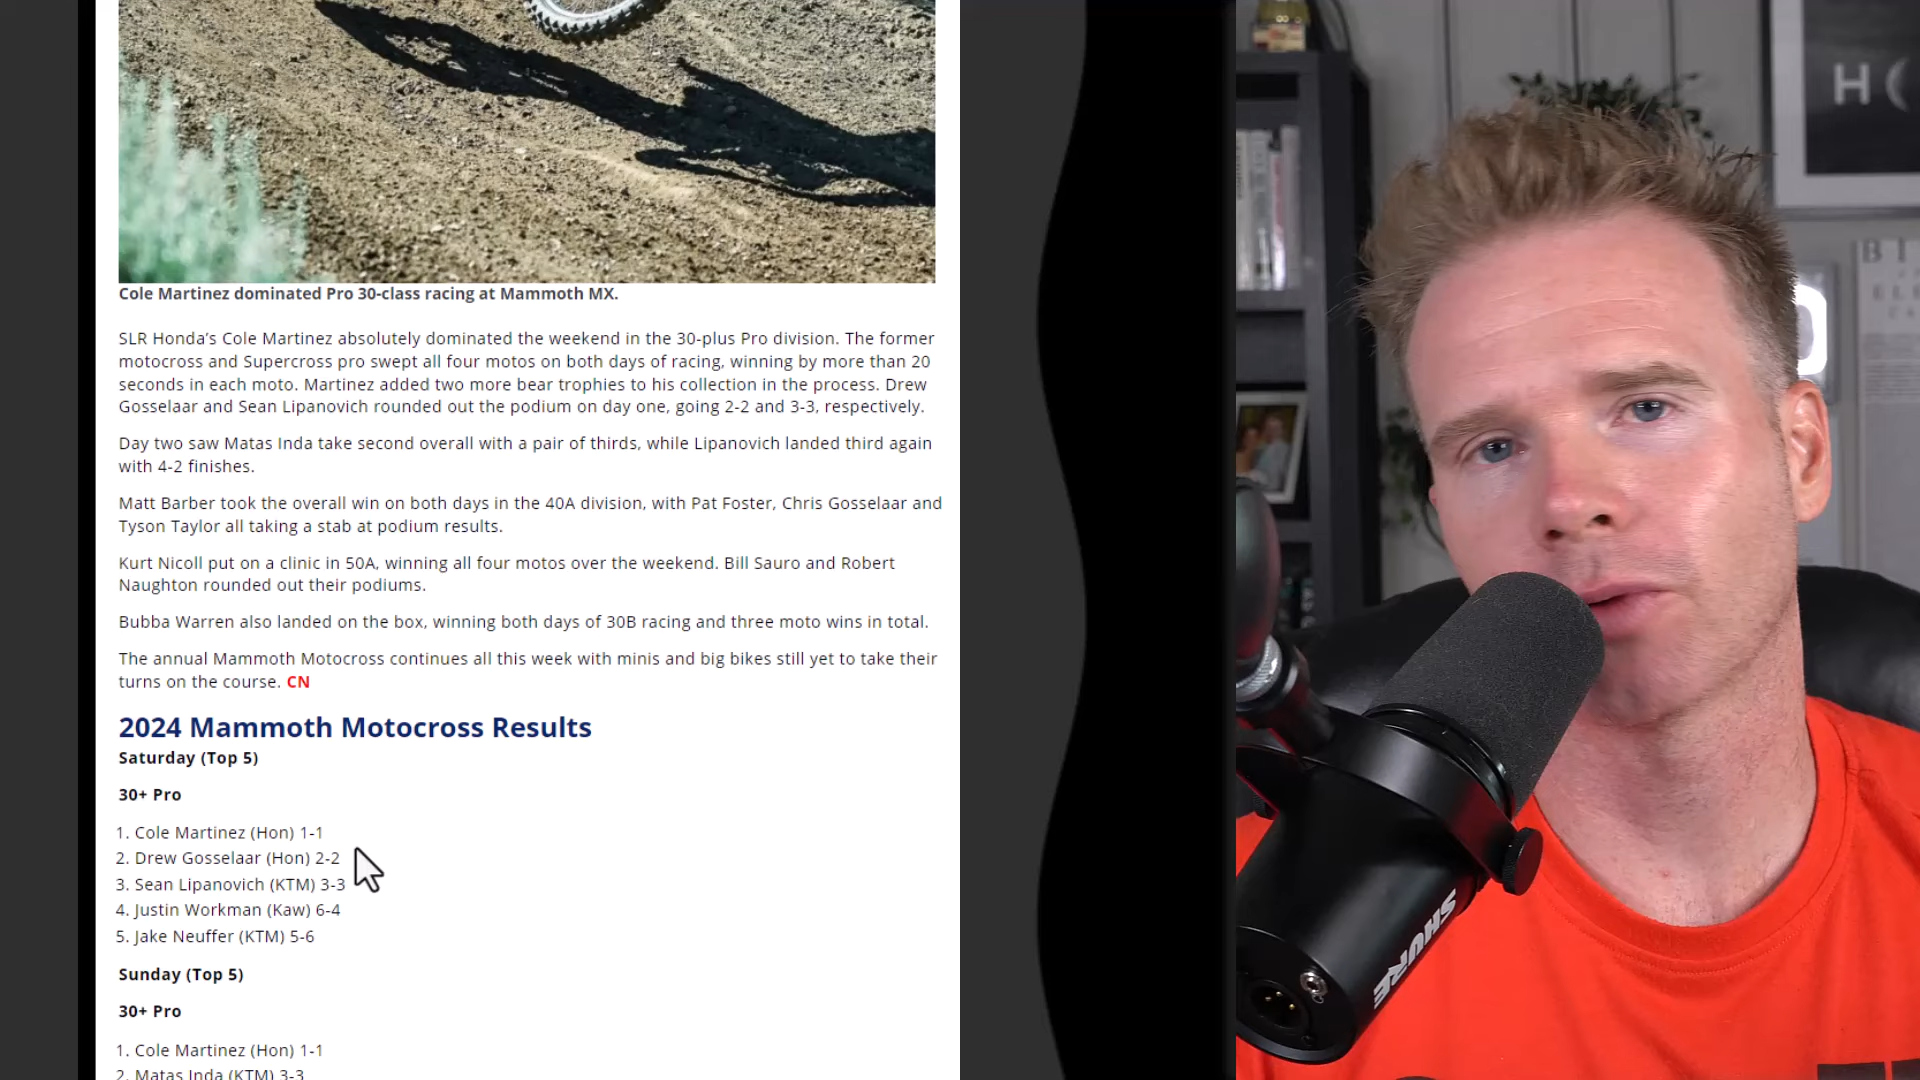 Cole Martinez dominated Pro 30-class racing at Mammoth MX.
SLR Honda’s Cole Martinez absolutely dominated the weekend in the 30-plus Pro division. The former
motocross and Supercross pro swept all four motos on both days of racing, winning by more than 20
seconds in each moto. Martinez added two more bear trophies to his collection in the process. Drew
Gosselaar and Sean Lipanovich rounded out the podium on day one, going 2-2 and 3-3, respectively.
Day two saw Matas Inda take second overall with a pair of thirds, while Lipanovich landed third again
with 4-2 finishes.
Matt Barber took the overall win on both days in the 40A division, with Pat Foster, Chris Gosselaar and
Tyson Taylor all taking a stab at podium results.
Kurt Nicoll put on a clinic in 50A, winning all four motos over the weekend. Bill Sauro and Robert
Naughton rounded out their podiums.
Bubba Warren also landed on the box, winning both days of 30B racing and three moto wins in total.
The annual Mammoth Motocross continues all this week with minis and big bikes still yet to take their
turns on the course. CN
2024 Mammoth Motocross Results
Saturday (Top 5)
30+ Pro
1. Cole Martinez (Hon) 1-1
2. Drew Gosselaar (Hon) 2-2
3. Sean Lipanovich (KTM) 3-3
4. Justin Workman (Kaw) 6-4
5. Jake Neuffer (KTM) 5-6
Sunday (Top 5)
30+ Pro
1. Cole Martinez (Hon) 1-1
2. Matas Inda (KTM) 3-3
SHURE
H